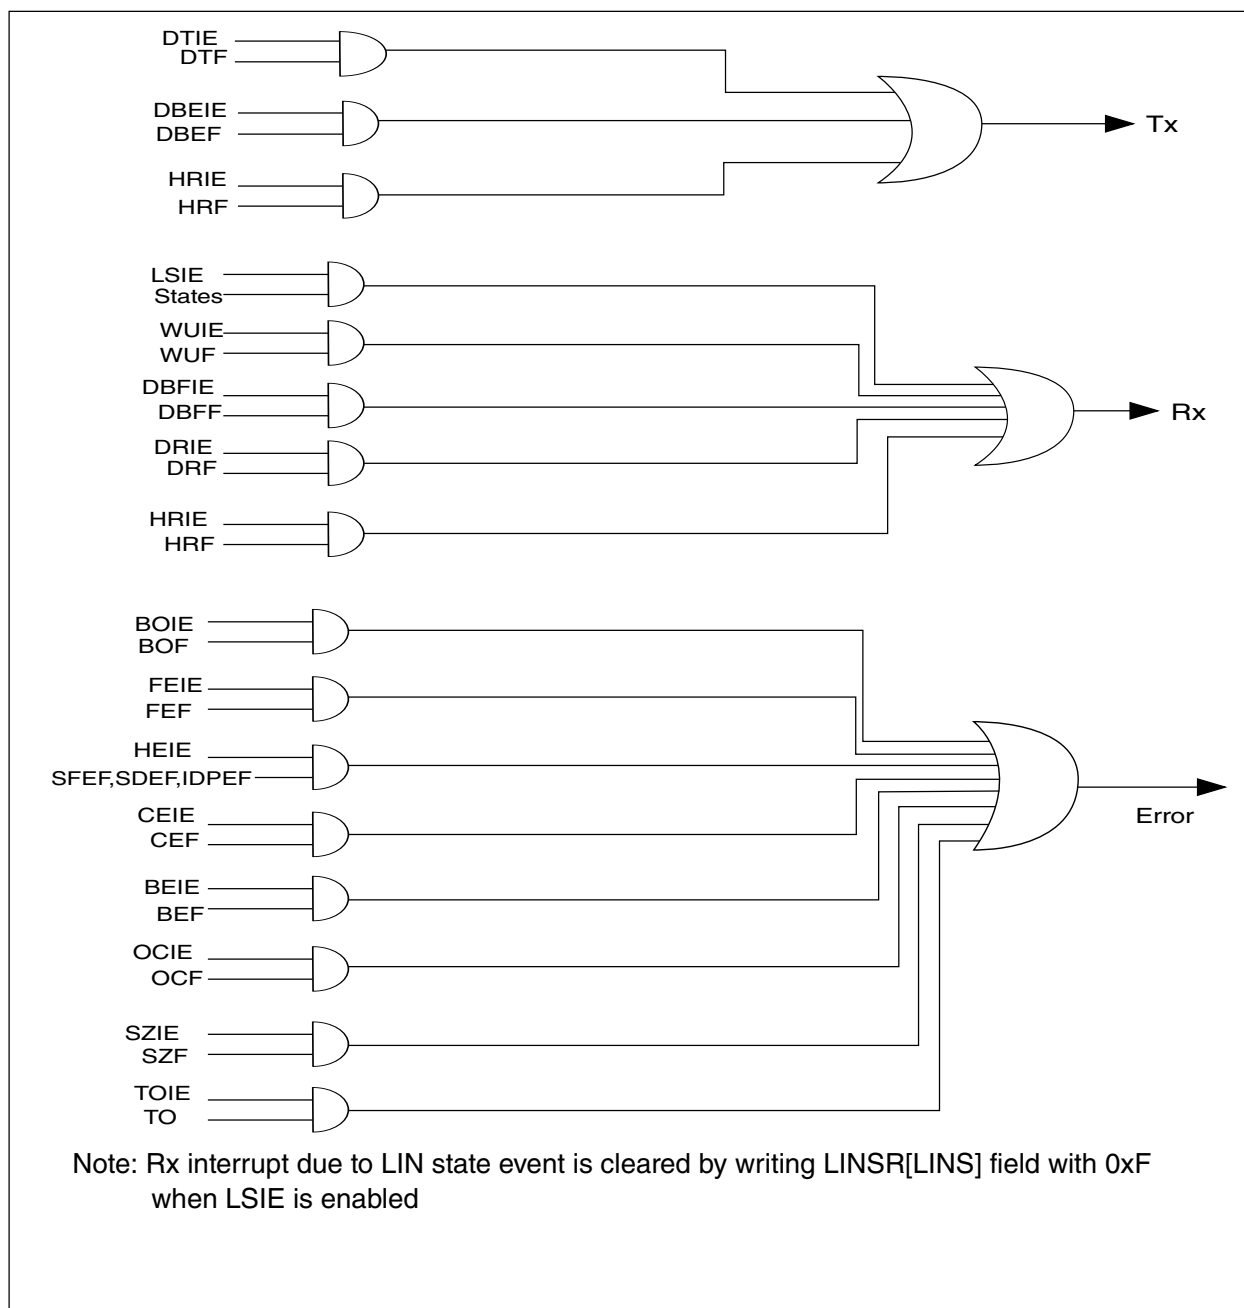 DTIE
DTF
DBEIE
DBEF
Tx
HRIE
HRF
LSIE
States
WUIE
WUF
DBFIE
DBFF
Rx
DRIE
DRF
HRIE
HRF
BOIE
BOF
FEIE
FEF
HEIE
SFEF,SDEF,IDPEF
CEIE
CEF
Error
BEIE
BEF
OCIE
OCF
SZIE
SZF
TOIE
TO
Note: Rx interrupt due to LIN state event is cleared by writing LINSR[LINS] field with 0xF
when LSIE is enabled